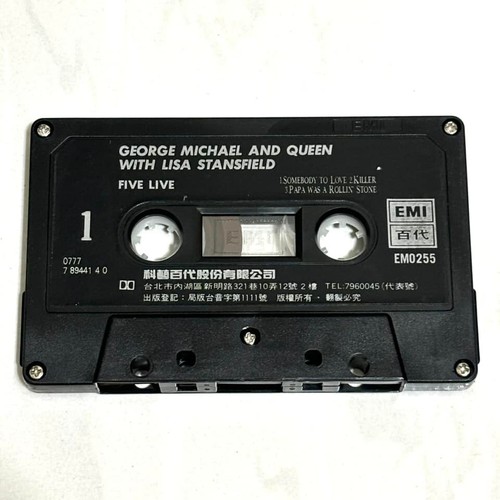 GEORGE MICHAEL AND QUEEN
WITH LISA STANSFIELD
FIVE LIVE
1 SOMEBODY TO LOVE 2 KILLER
3 PAPA WAS A ROLLIN' STONE
1
EMI
百代
0777
7 89441 4 0
EM0255
科藝百代股份有限公司
台北市內湖區新明路321巷10弄12號2樓 TEL:7960045(代表號)
出版登記:局版台音字第1111號 版權所有。翻製必究